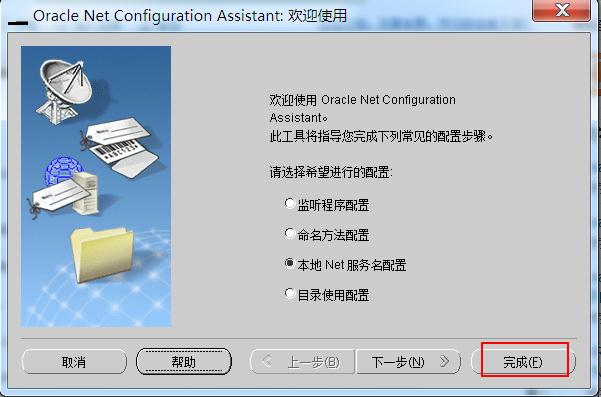 Oracle Net Configuration Assistant: 欢迎使用
欢迎使用 Oracle Net Configuration
Assistant。
此工具将指导您完成下列常见的配置步骤。
请选择希望进行的配置:
监听程序配置
命名方法配置
本地 Net 服务名配置
目录使用配置
取消
帮助
上一步(B)
下一步(N)
完成(F)